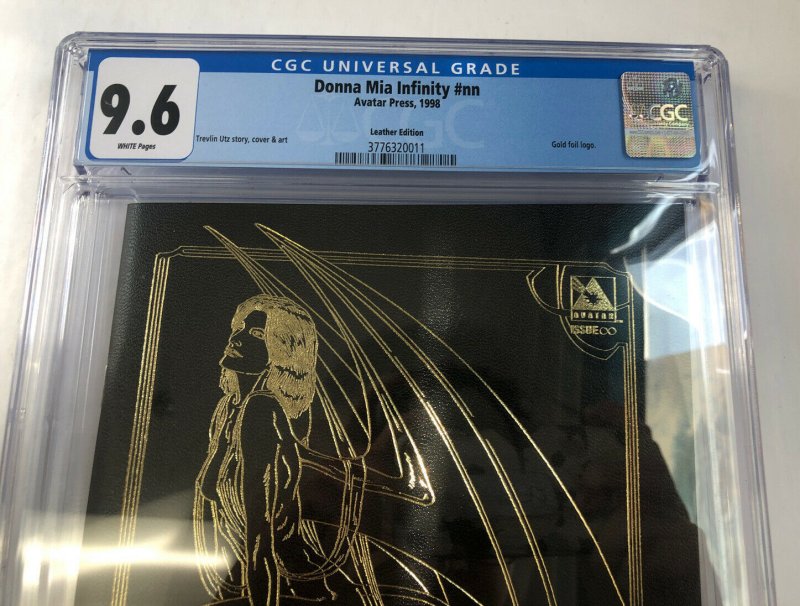 CGC UNIVERSAL GRADE
9.6
WHITE Pages
Donna Mia Infinity #nn
Avatar Press, 1998
Leather Edition
Trevlin Utz story, cover & art
3776320011
Gold foil logo.
CGC
AVATAR
ISSUE ∞